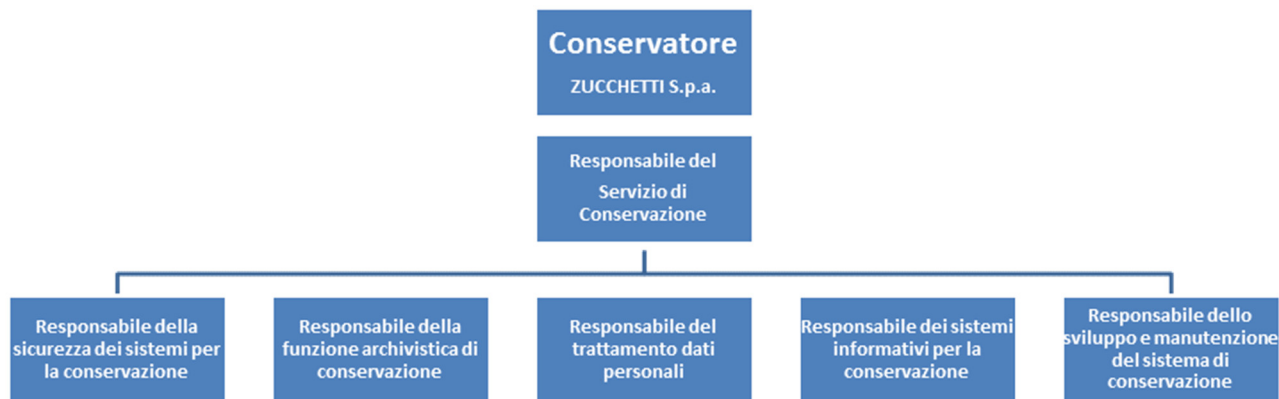 Conservatore
ZUCCHETTI S.p.a.
Responsabile del
Servizio di
Conservazione
Responsabile della
sicurezza dei sistemi per
la conservazione
Responsabile della
funzione archivistica di
conservazione
Responsabile del
trattamento dati
personali
Responsabile dei sistemi
informativi per la
conservazione
Responsabile dello
sviluppo e manutenzione
del sistema di
conservazione